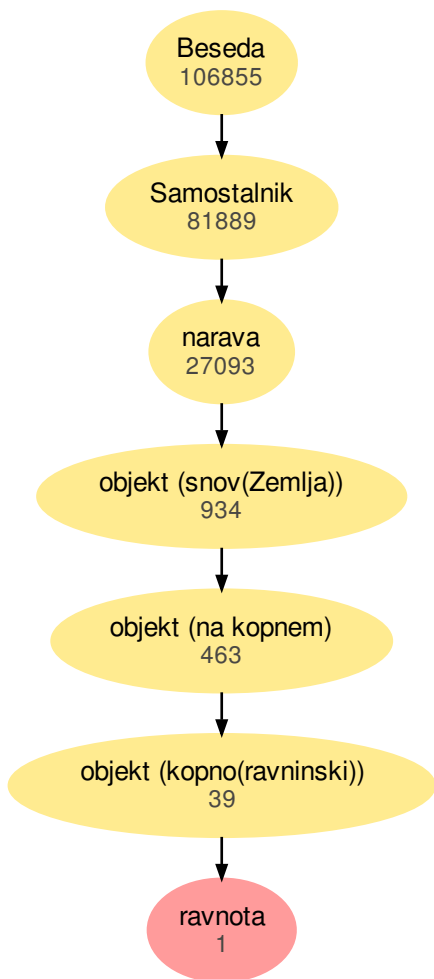 Beseda
106855
Samostalnik
81889
narava
27093
objekt (snov(Zemlja))
934
objekt (na kopnem)
463
objekt (kopno(ravninski))
39
ravnota
1